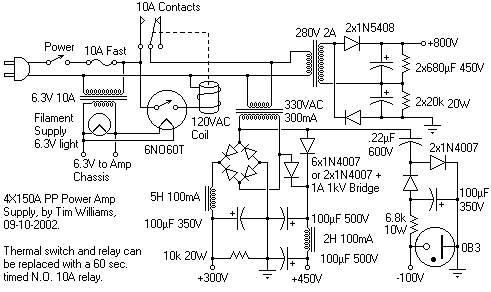 10A Contacts
Power
10A Fast
280V 2A
2x1N5408
+800V
2x680µF 450V
2x20k 20W
6.3V 10A
Filament
Supply
6.3V light
6NO60T
120VAC
Coil
330VAC
300mA
6.3V to Amp
Chassis
.22µF
600V
2x1N4007
6x1N4007
or 2x1N4007 +
1A 1kV Bridge
4X150A PP Power Amp
Supply, by Tim Williams,
09-10-2002.
5H 100mA
100µF 350V
100µF 500V
100µF
350V
2H 100mA
6.8k
10W
0B3
Thermal switch and relay can
be replaced with a 60 sec.
timed N.O. 10A relay.
10k 20W
100µF 500V
+300V
+450V
-100V